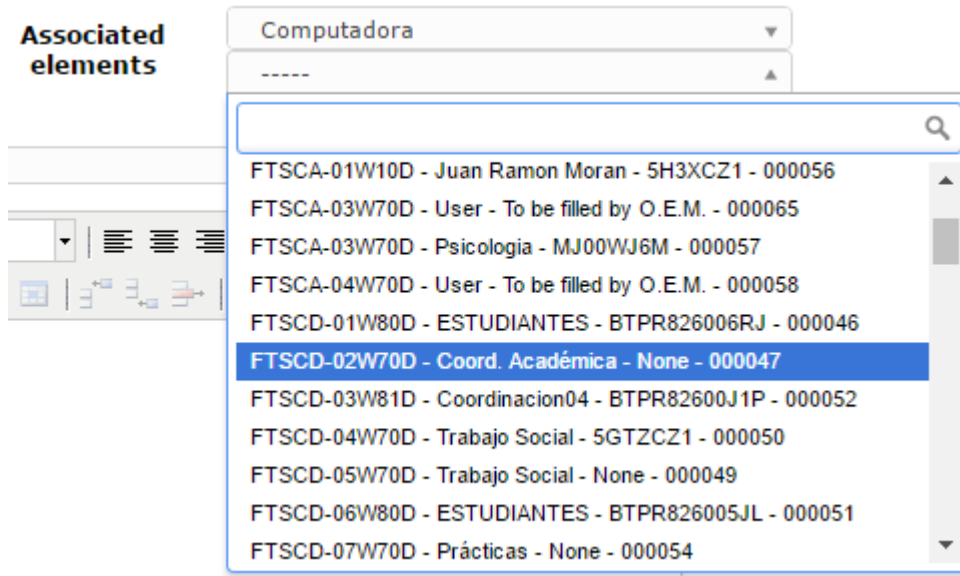 Associated
elements
Computadora
-----
FTSCA-01W10D - Juan Ramon Moran - 5H3XCZ1 - 000056
FTSCA-03W70D - User - To be filled by O.E.M. - 000065
FTSCA-03W70D - Psicologia - MJ00WJ6M - 000057
FTSCA-04W70D - User - To be filled by O.E.M. - 000058
FTSCD-01W80D - ESTUDIANTES - BTPR826006RJ - 000046
FTSCD-02W70D - Coord. Académica - None - 000047
FTSCD-03W81D - Coordinacion04 - BTPR82600J1P - 000052
FTSCD-04W70D - Trabajo Social - 5GTZCZ1 - 000050
FTSCD-05W70D - Trabajo Social - None - 000049
FTSCD-06W80D - ESTUDIANTES - BTPR826005JL - 000051
FTSCD-07W70D - Prácticas - None - 000054